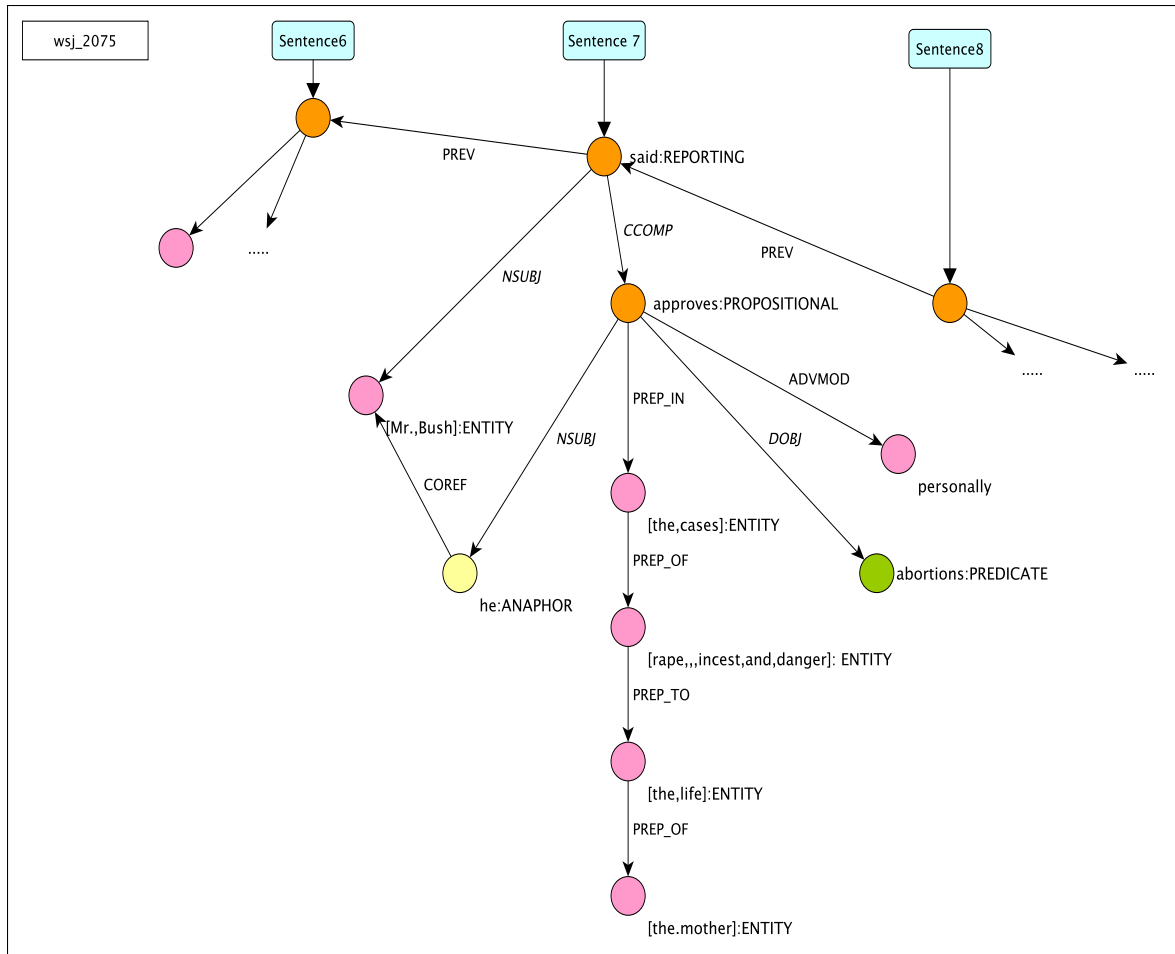 wsj_2075
Sentence6
Sentence 7
Sentence8
PREV
said:REPORTING
CCOMP
PREV
.....
NSUBJ
approves:PROPOSITIONAL
.....
.....
ADVMOD
PREP_IN
[Mr.,Bush]:ENTITY
NSUBJ
DOBJ
COREF
personally
[the,cases]:ENTITY
PREP_OF
abortions:PREDICATE
he:ANAPHOR
[rape,,,incest,and,danger]: ENTITY
PREP_TO
[the,life]:ENTITY
PREP_OF
[the.mother]:ENTITY